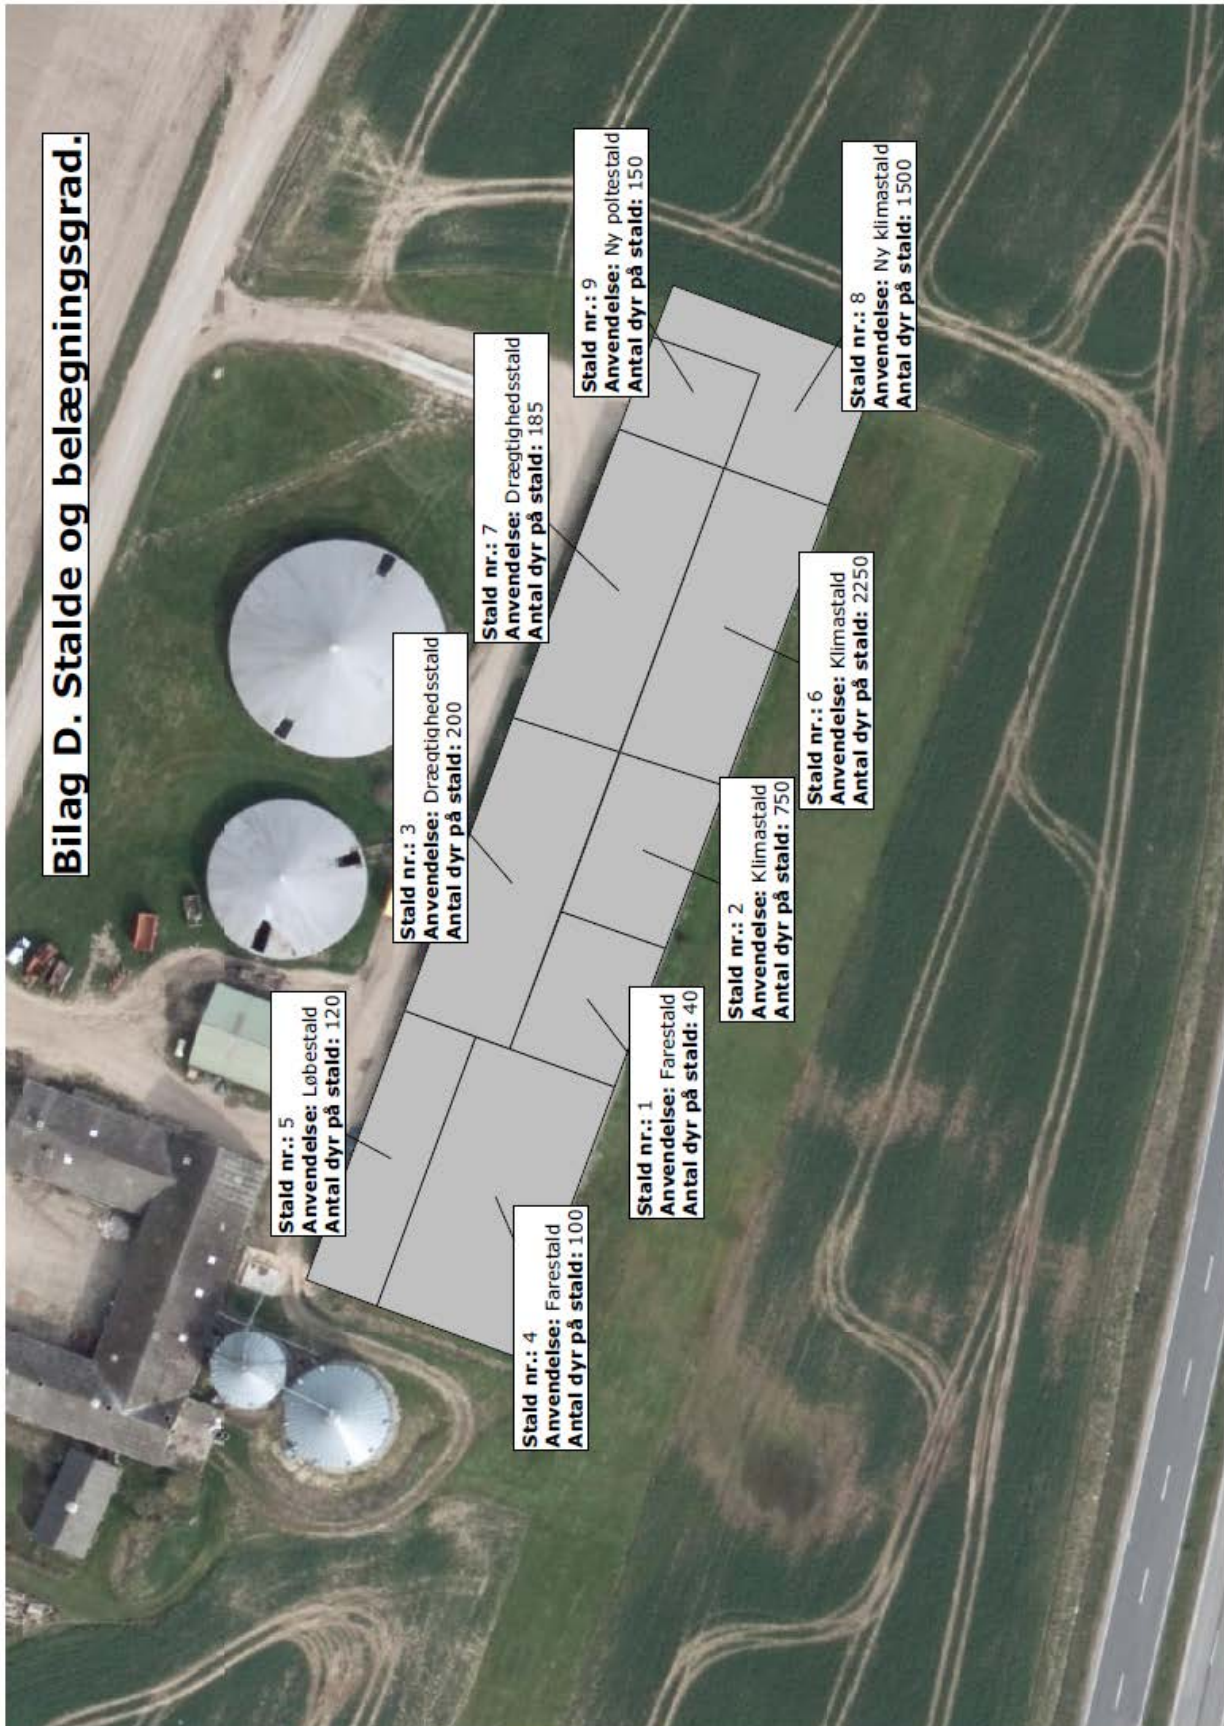 Bilag D. Stalde og belægningsgrad.
Stald nr.: 5
Anvendelse: Løbestald
Antal dyr på stald: 120
Stald nr.: 3
Anvendelse: Drægtighedsstald
Antal dyr på stald: 200
Stald nr.: 7
Anvendelse: Drægtighedsstald
Antal dyr på stald: 185
Stald nr.: 9
Anvendelse: Ny poltestald
Antal dyr på stald: 150
Stald nr.: 4
Anvendelse: Farestald
Antal dyr på stald: 100
Stald nr.: 1
Anvendelse: Farestald
Antal dyr på stald: 40
Stald nr.: 2
Anvendelse: Klimastald
Antal dyr på stald: 750
Stald nr.: 6
Anvendelse: Klimastald
Antal dyr på stald: 2250
Stald nr.: 8
Anvendelse: Ny klimastald
Antal dyr på stald: 1500